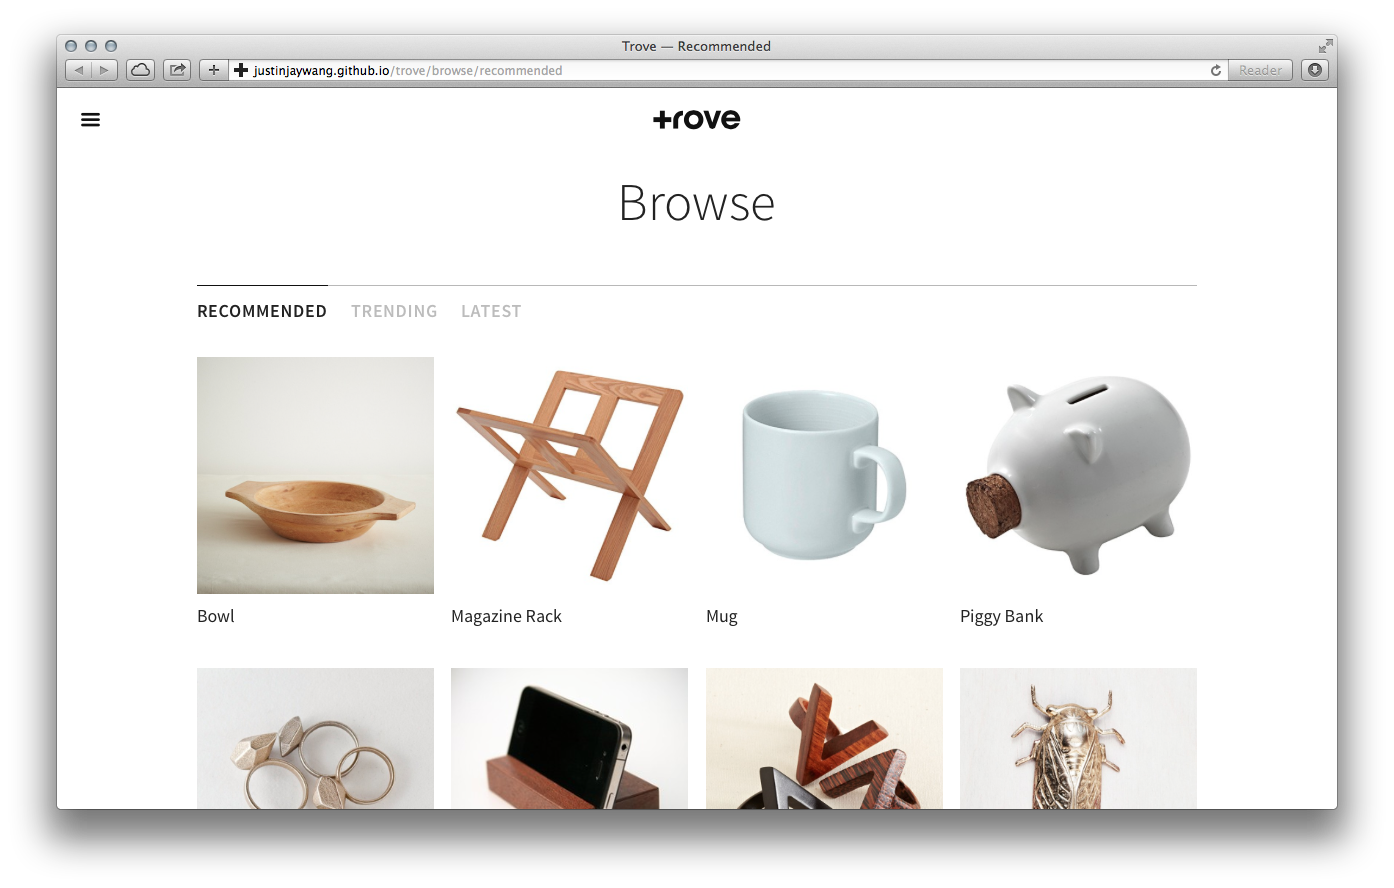 Trove — Recommended
justinjaywang.github.io/trove/browse/recommended
Reader
trove
Browse
RECOMMENDED TRENDING LATEST
Bowl Magazine Rack Mug Piggy Bank